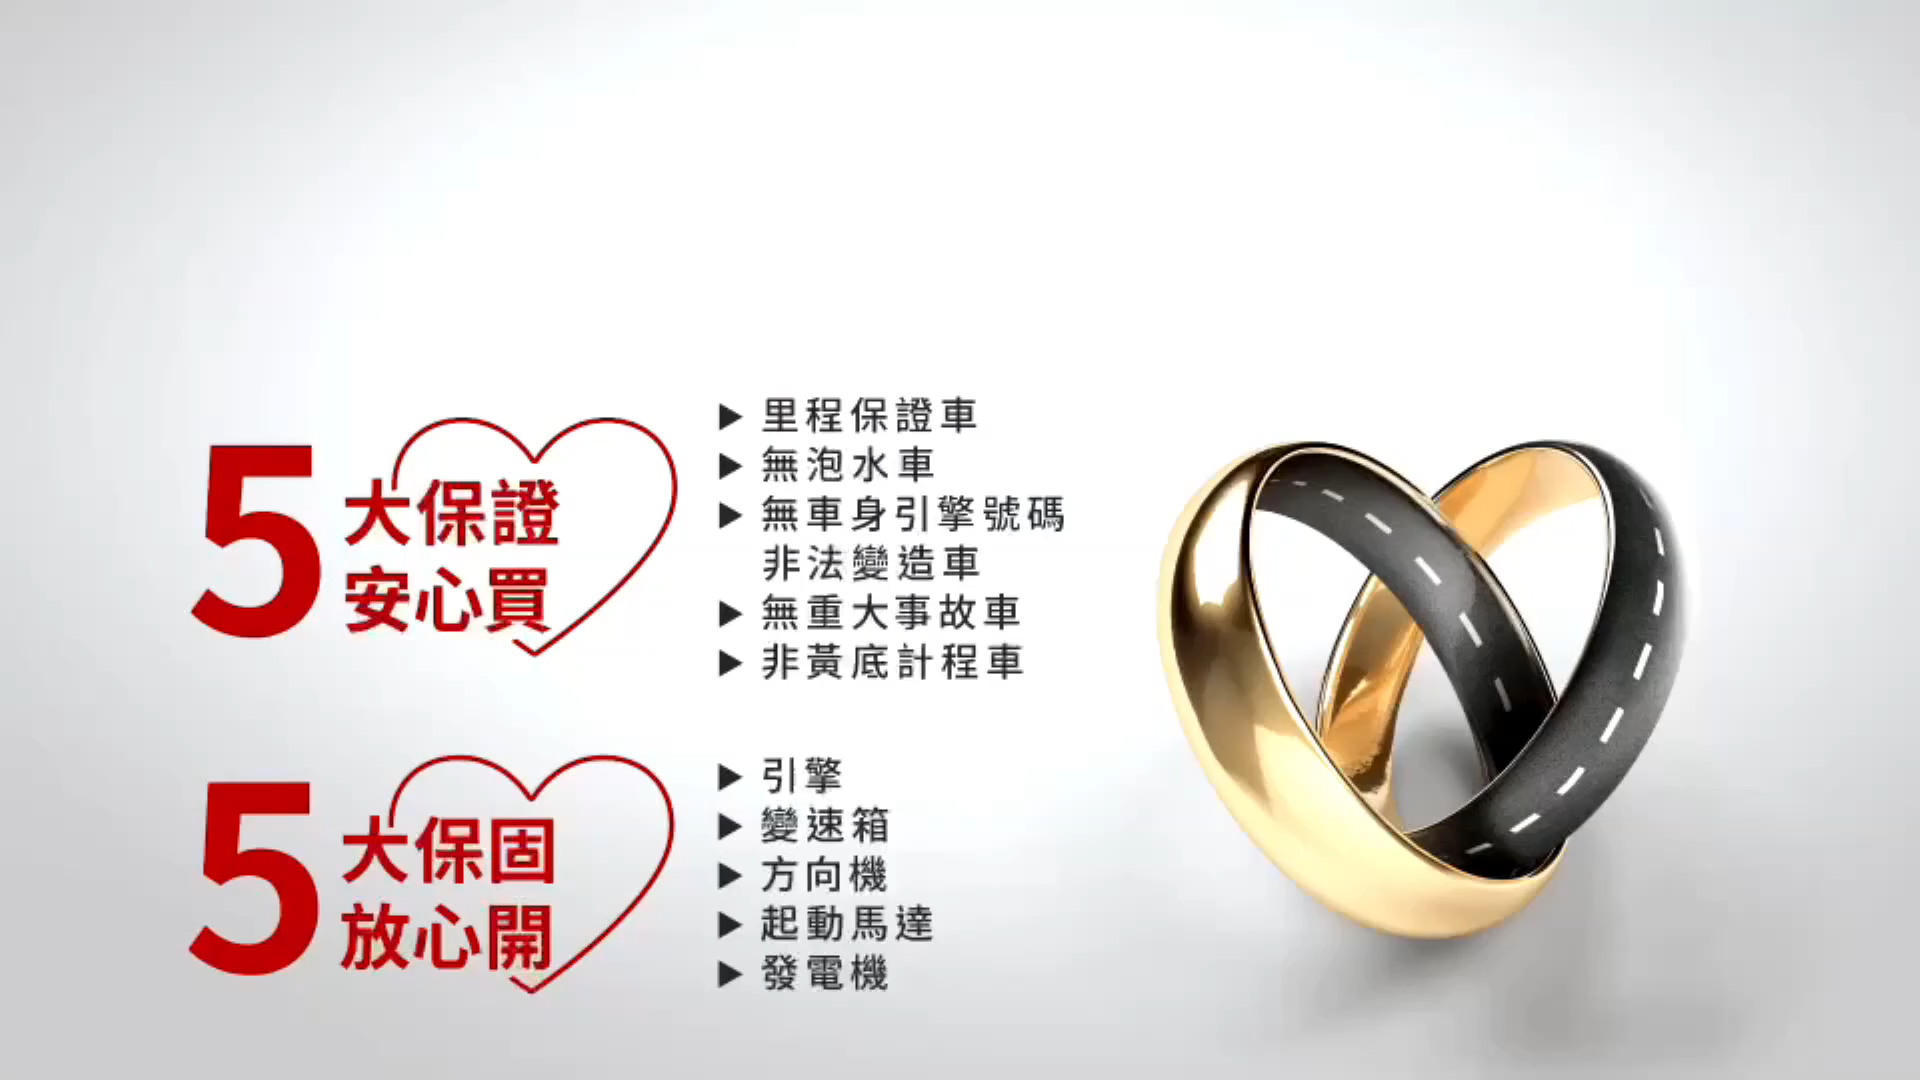 5大保證
安心買
▶ 里程保證車
▶ 無泡水車
▶ 無車身引擎號碼
非法變造車
▶ 無重大事故車
▶ 非黃底計程車
5大保固
放心開
▶ 引擎
▶ 變速箱
▶ 方向機
▶ 起動馬達
▶ 發電機